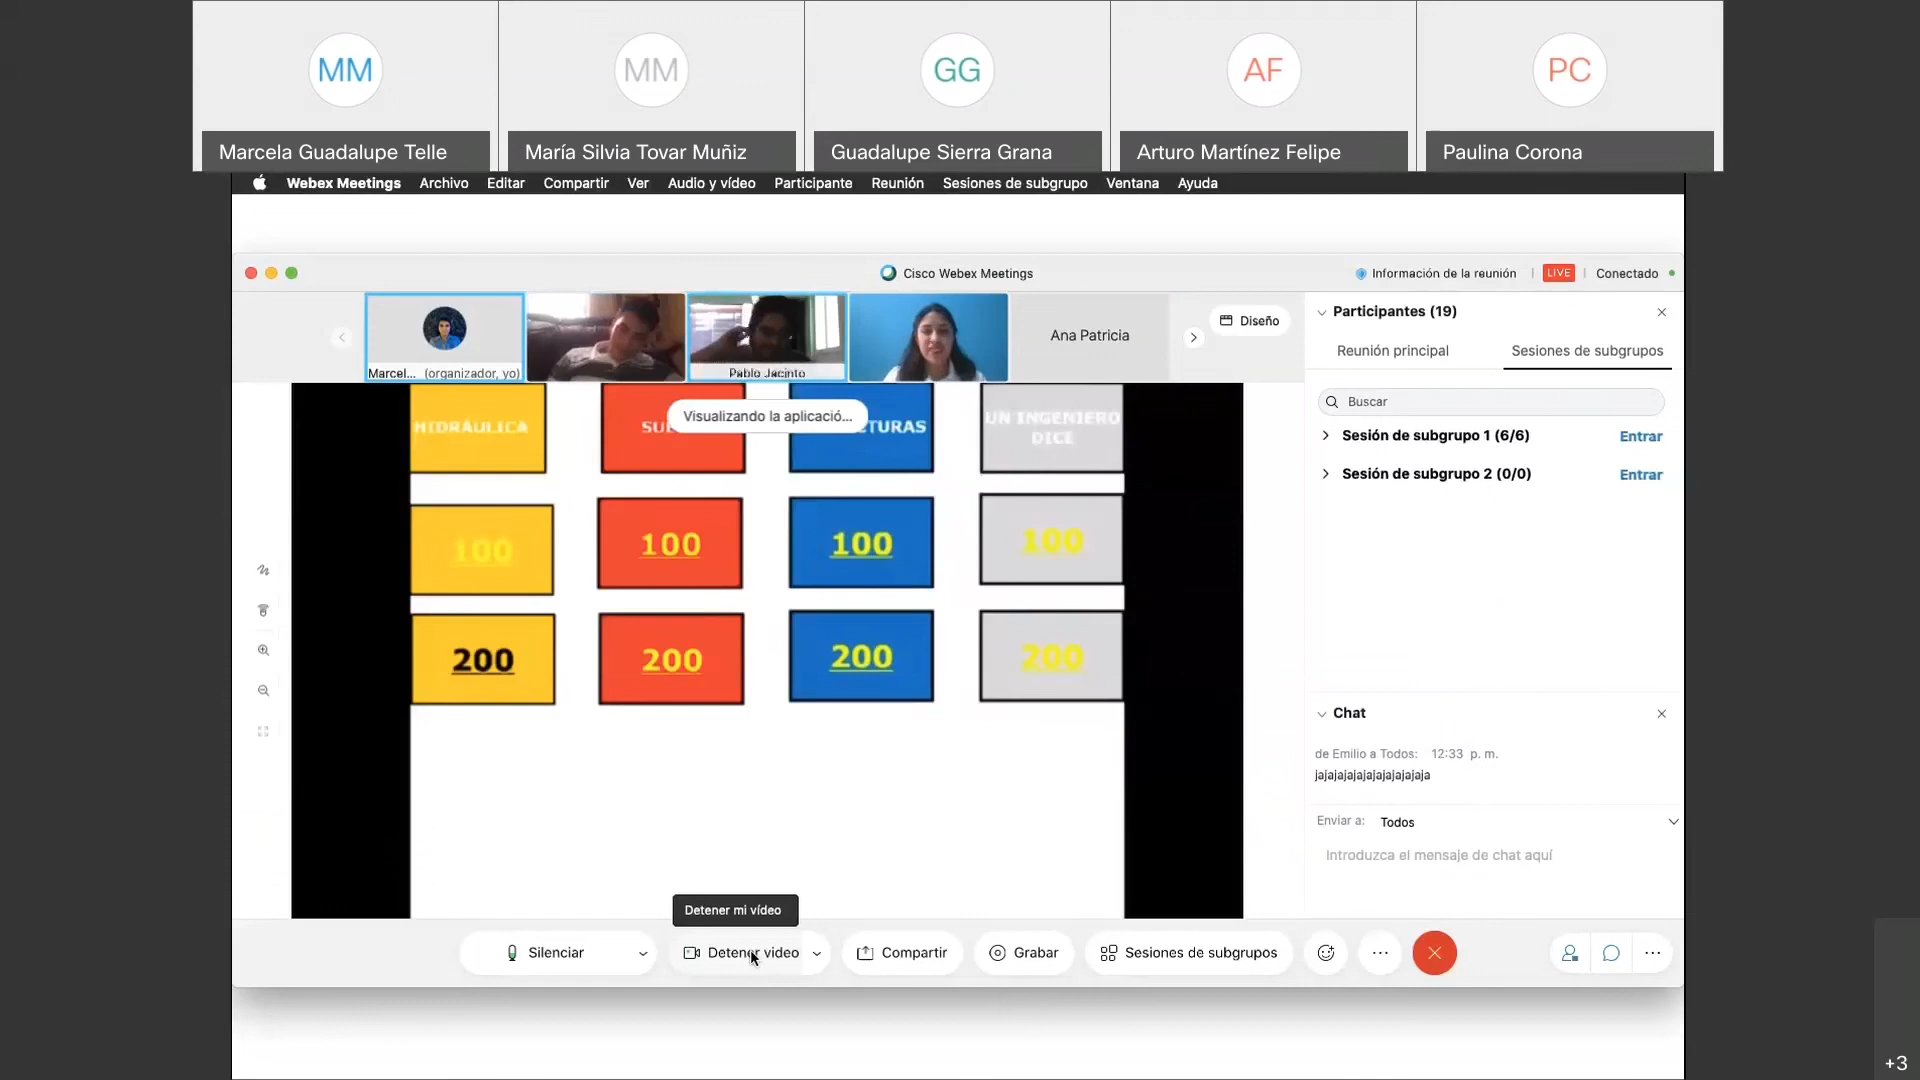 MM
MM
GG
AF
PC
Marcela Guadalupe Telle
María Silvia Tovar Muñiz
Guadalupe Sierra Grana
Arturo Martínez Felipe
Paulina Corona
Webex Meetings Archivo Editar Compartir Ver Audio y vídeo Participante Reunión Sesiones de subgrupo Ventana Ayuda
Cisco Webex Meetings
Información de la reunión
LIVE
Conectado
Marcel... (organizador, yo)
Pablo Jacinto
Ana Patricia
Diseño
Visualizando la aplicació...
HIDRÁULICA
SU
CTURAS
UN INGENIERO
DICE
100
100
100
100
200
200
200
200
Participantes (19)
Reunión principal
Sesiones de subgrupos
Buscar
Sesión de subgrupo 1 (6/6) Entrar
Sesión de subgrupo 2 (0/0) Entrar
Chat
de Emilio a Todos: 12:33 p. m.
jajajajajajajajajajajaja
Enviar a: Todos
Introduzca el mensaje de chat aquí
Detener mi vídeo
Silenciar
Detener video
Compartir
Grabar
Sesiones de subgrupos
+3